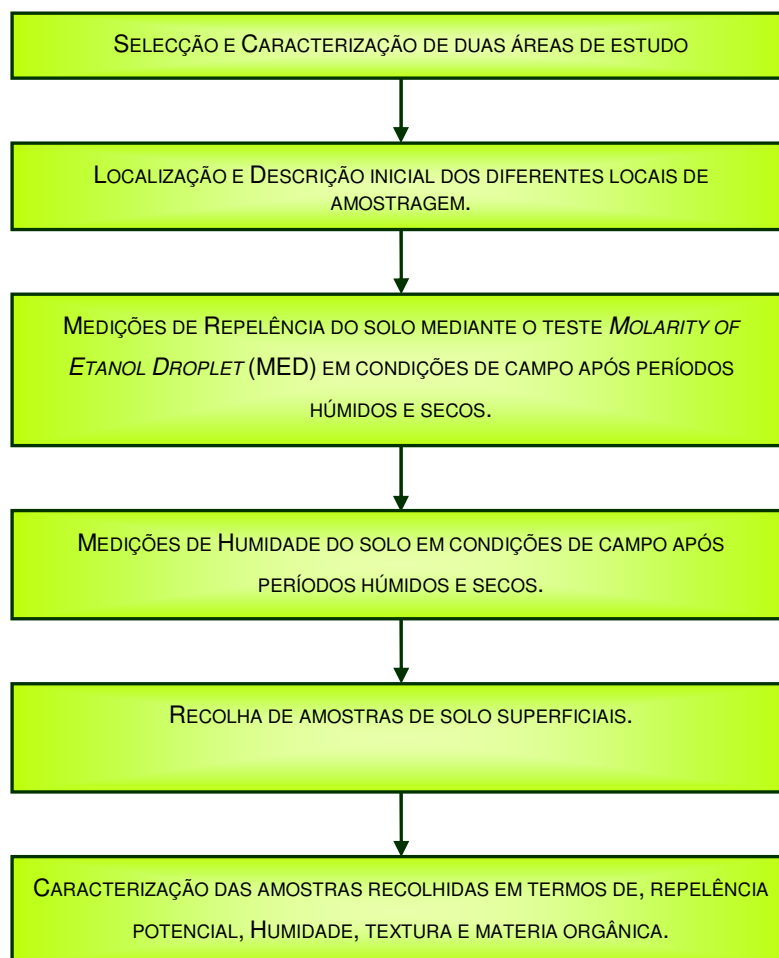 SELECÇÃO E CARACTERIZAÇÃO DE DUAS ÁREAS DE ESTUDO
LOCALIZAÇÃO E DESCRIÇÃO INICIAL DOS DIFERENTES LOCAIS DE
AMOSTRAGEM.
MEDIÇÕES DE REPELÊNCIA DO SOLO MEDIANTE O TESTE MOLARITY OF
ETANOL DROPLET (MED) EM CONDIÇÕES DE CAMPO APÓS PERÍODOS
HÚMIDOS E SECOS.
MEDIÇÕES DE HUMIDADE DO SOLO EM CONDIÇÕES DE CAMPO APÓS
PERÍODOS HÚMIDOS E SECOS.
RECOLHA DE AMOSTRAS DE SOLO SUPERFICIAIS.
CARACTERIZAÇÃO DAS AMOSTRAS RECOLHIDAS EM TERMOS DE, REPELÊNCIA
POTENCIAL, HUMIDADE, TEXTURA E MATERIA ORGÂNICA.